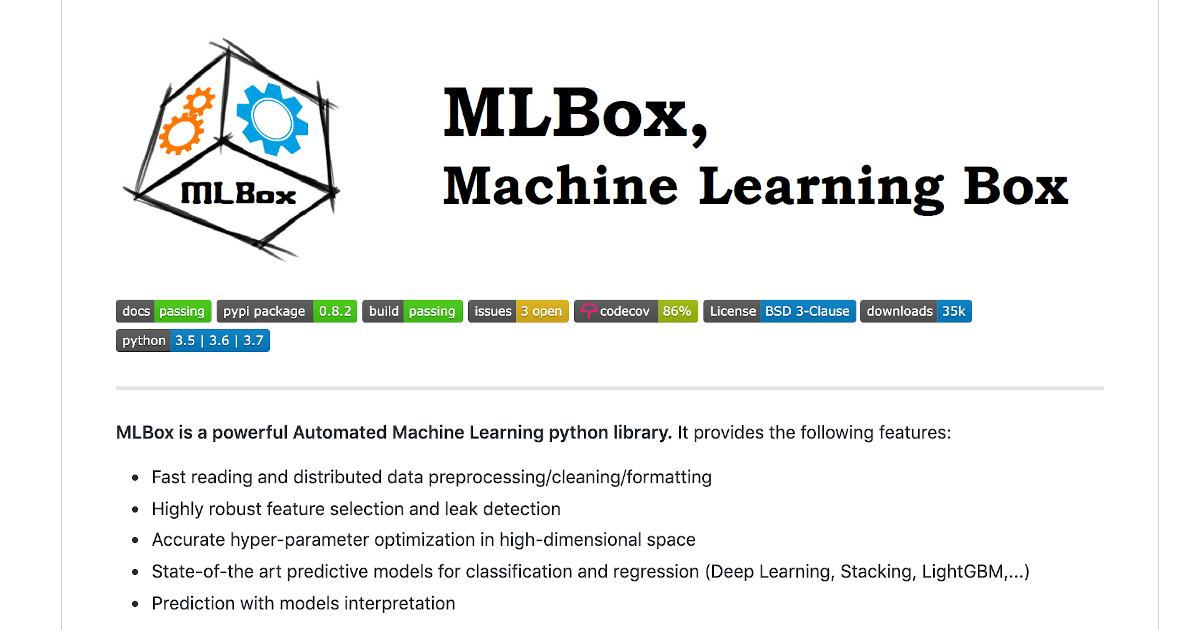 MLBox
MLBox,
Machine Learning Box
docs passing pypi package 0.8.2 build passing issues 3 open codecov 86% License BSD 3-Clause downloads 35k
python 3.5 | 3.6 | 3.7
MLBox is a powerful Automated Machine Learning python library. It provides the following features:
• Fast reading and distributed data preprocessing/cleaning/formatting
• Highly robust feature selection and leak detection
• Accurate hyper-parameter optimization in high-dimensional space
• State-of-the art predictive models for classification and regression (Deep Learning, Stacking, LightGBM,...)
• Prediction with models interpretation